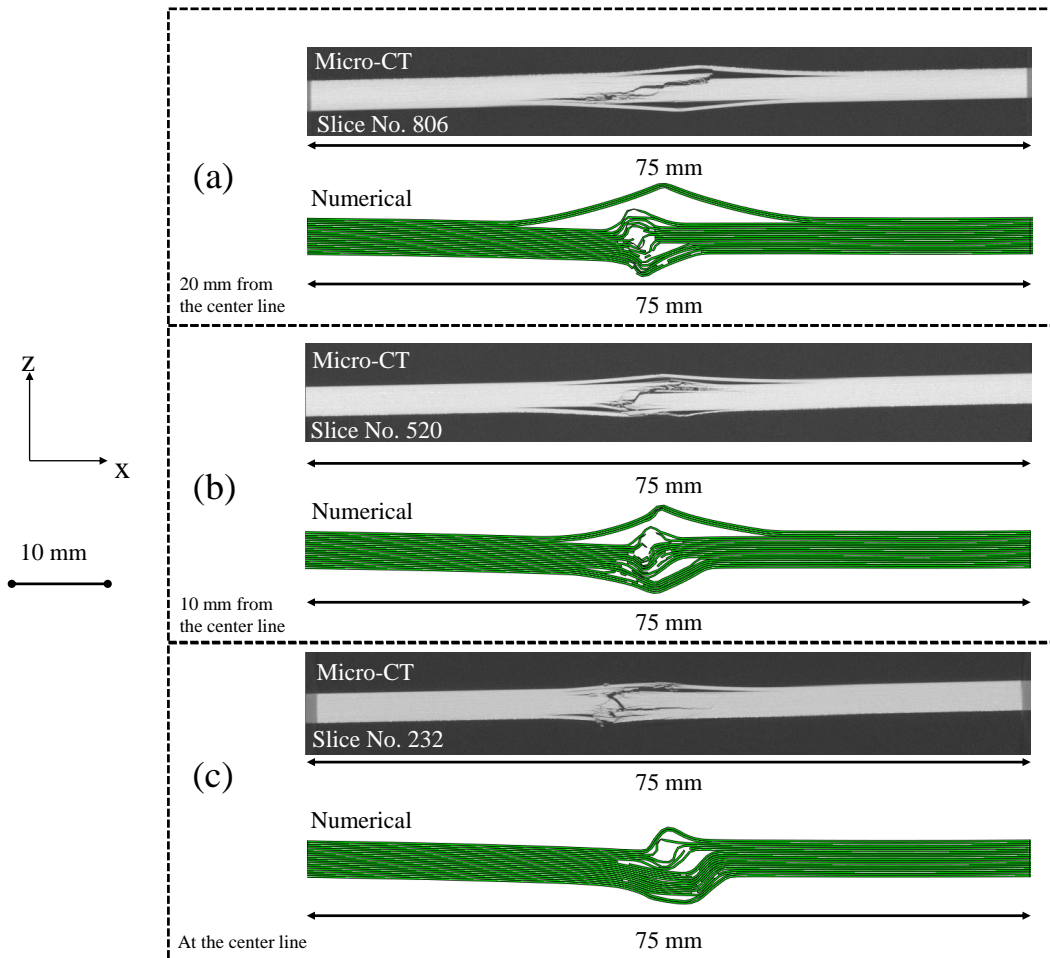 Micro-CT
Slice No. 806
75 mm
(a)
Numerical
20 mm from
the center line
75 mm
z
x
10 mm
Micro-CT
Slice No. 520
75 mm
(b)
Numerical
10 mm from
the center line
75 mm
Micro-CT
Slice No. 232
75 mm
(c)
Numerical
At the center line
75 mm